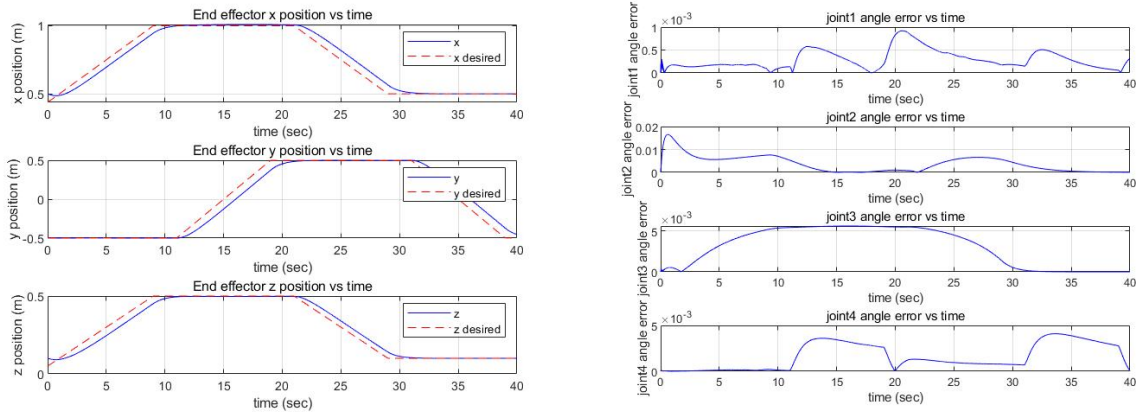 End effector x position vs time
x position (m)
1
0.5
x
x desired
0 5 10 15 20 25 30 35 40
time (sec)
End effector y position vs time
y position (m)
0.5
0
-0.5
y
y desired
0 5 10 15 20 25 30 35 40
time (sec)
End effector z position vs time
z position (m)
0.5
0
z
z desired
0 5 10 15 20 25 30 35 40
time (sec)
joint1 angle error vs time
joint1 angle error
×10⁻³
1
0.5
0
0 5 10 15 20 25 30 35 40
time (sec)
joint2 angle error vs time
joint2 angle error
0.02
0.01
0
0 5 10 15 20 25 30 35 40
time (sec)
joint3 angle error vs time
joint3 angle error
×10⁻³
5
0
0 5 10 15 20 25 30 35 40
time (sec)
joint4 angle error vs time
joint4 angle error
×10⁻³
5
0
0 5 10 15 20 25 30 35 40
time (sec)